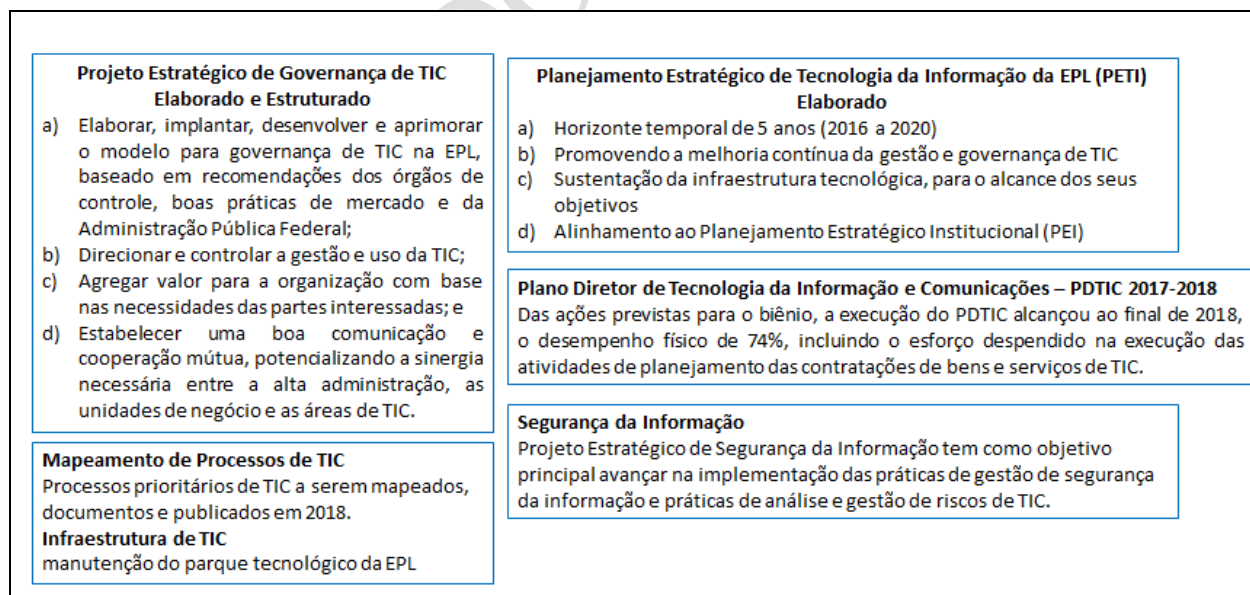 Projeto Estratégico de Governança de TIC
Elaborado e Estruturado
a) Elaborar, implantar, desenvolver e aprimorar
o modelo para governança de TIC na EPL,
baseado em recomendações dos órgãos de
controle, boas práticas de mercado e da
Administração Pública Federal;
b) Direcionar e controlar a gestão e uso da TIC;
c) Agregar valor para a organização com base
nas necessidades das partes interessadas; e
d) Estabelecer uma boa comunicação e
cooperação mútua, potencializando a sinergia
necessária entre a alta administração, as
unidades de negócio e as áreas de TIC.
Mapeamento de Processos de TIC
Processos prioritários de TIC a serem mapeados,
documentos e publicados em 2018.
Infraestrutura de TIC
manutenção do parque tecnológico da EPL
Planejamento Estratégico de Tecnologia da Informação da EPL (PETI)
Elaborado
a) Horizonte temporal de 5 anos (2016 a 2020)
b) Promovendo a melhoria contínua da gestão e governança de TIC
c) Sustentação da infraestrutura tecnológica, para o alcance dos seus
objetivos
d) Alinhamento ao Planejamento Estratégico Institucional (PEI)
Plano Diretor de Tecnologia da Informação e Comunicações – PDTIC 2017-2018
Das ações previstas para o biênio, a execução do PDTIC alcançou ao final de 2018,
o desempenho físico de 74%, incluindo o esforço despendido na execução das
atividades de planejamento das contratações de bens e serviços de TIC.
Segurança da Informação
Projeto Estratégico de Segurança da Informação tem como objetivo
principal avançar na implementação das práticas de gestão de segurança
da informação e práticas de análise e gestão de riscos de TIC.